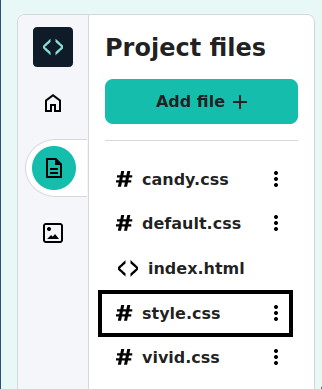 Project files
Add file +
# candy.css
# default.css
<> index.html
# style.css
# vivid.css